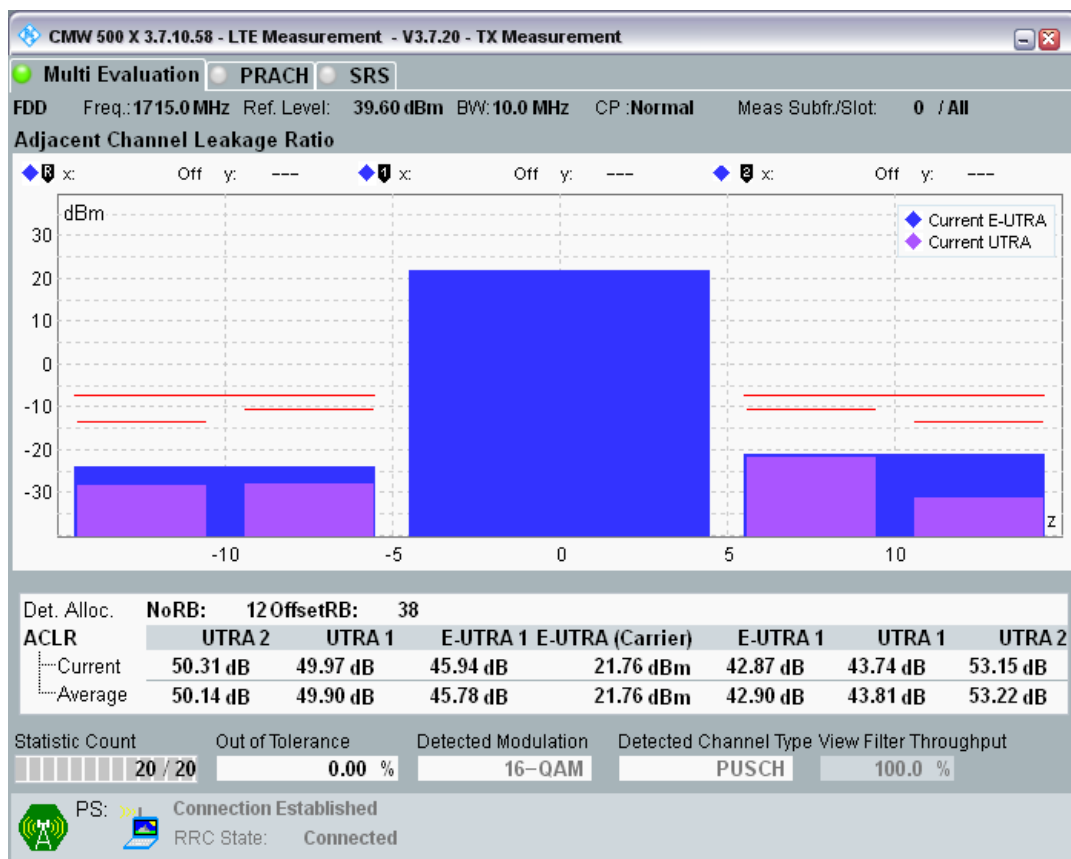 CMW 500 X 3.7.10.58 - LTE Measurement - V3.7.20 - TX Measurement
Multi Evaluation PRACH SRS
FDD Freq.:1715.0 MHz Ref. Level: 39.60 dBm BW: 10.0 MHz CP :Normal Meas Subfr./Slot: 0 / All
Adjacent Channel Leakage Ratio
R x: Off y: --- 1 x: Off y: --- 2 x: Off y: ---
dBm
Current E-UTRA
Current UTRA
30
20
10
0
-10
-20
-30
z
-10 -5 0 5 10
Det. Alloc. NoRB: 12 OffsetRB: 38
ACLR UTRA 2 UTRA 1 E-UTRA 1 E-UTRA (Carrier) E-UTRA 1 UTRA 1 UTRA 2
Current 50.31 dB 49.97 dB 45.94 dB 21.76 dBm 42.87 dB 43.74 dB 53.15 dB
Average 50.14 dB 49.90 dB 45.78 dB 21.76 dBm 42.90 dB 43.81 dB 53.22 dB
Statistic Count Out of Tolerance Detected Modulation Detected Channel Type View Filter Throughput
20 / 20 0.00 % 16-QAM PUSCH 100.0 %
PS: Connection Established
RRC State: Connected